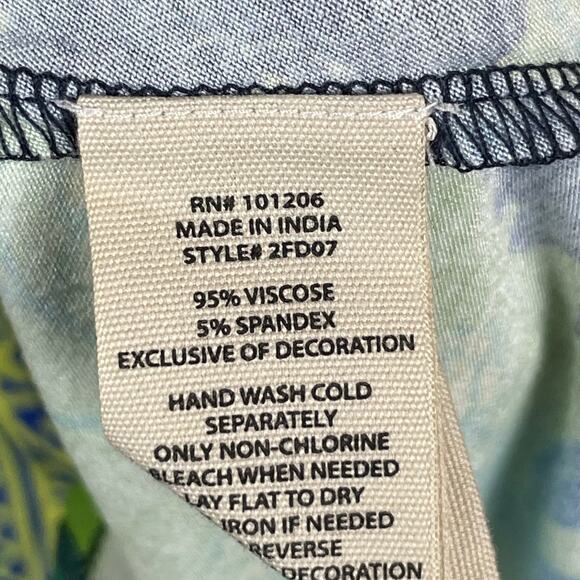 RN# 101206
MADE IN INDIA
STYLE# 2FD07
95% VISCOSE
5% SPANDEX
EXCLUSIVE OF DECORATION
HAND WASH COLD
SEPARATELY
ONLY NON-CHLORINE
BLEACH WHEN NEEDED
LAY FLAT TO DRY
IRON IF NEEDED
REVERSE
DECORATION